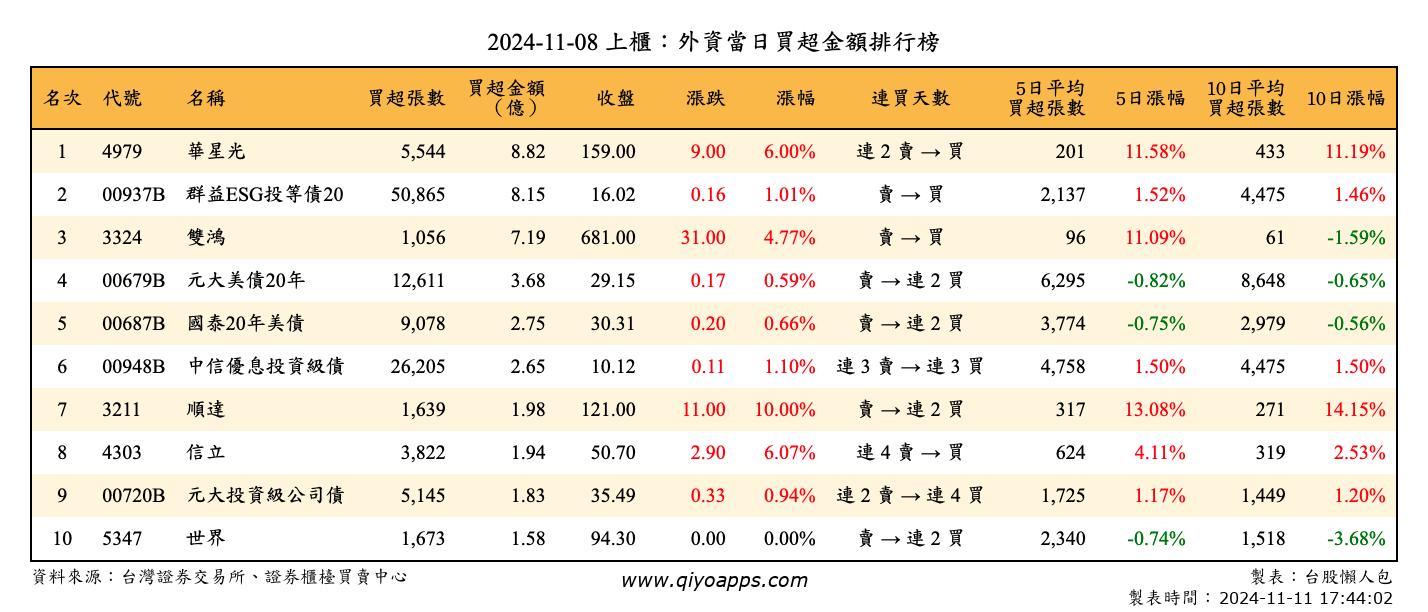 2024-11-08 上櫃：外資當日買超金額排行榜
名次 代號 名稱 買超張數 買超金額（億） 收盤 漲跌 漲幅 連買天數 5日平均買超張數 5日漲幅 10日平均買超張數 10日漲幅
1 4979 華星光 5,544 8.82 159.00 9.00 6.00% 連 2 賣 → 買 201 11.58% 433 11.19%
2 00937B 群益ESG投等債20 50,865 8.15 16.02 0.16 1.01% 賣 → 買 2,137 1.52% 4,475 1.46%
3 3324 雙鴻 1,056 7.19 681.00 31.00 4.77% 賣 → 買 96 11.09% 61 -1.59%
4 00679B 元大美債20年 12,611 3.68 29.15 0.17 0.59% 賣 → 連 2 買 6,295 -0.82% 8,648 -0.65%
5 00687B 國泰20年美債 9,078 2.75 30.31 0.20 0.66% 賣 → 連 2 買 3,774 -0.75% 2,979 -0.56%
6 00948B 中信優息投資級債 26,205 2.65 10.12 0.11 1.10% 連 3 賣 → 連 3 買 4,758 1.50% 4,475 1.50%
7 3211 順達 1,639 1.98 121.00 11.00 10.00% 賣 → 連 2 買 317 13.08% 271 14.15%
8 4303 信立 3,822 1.94 50.70 2.90 6.07% 連 4 賣 → 買 624 4.11% 319 2.53%
9 00720B 元大投資級公司債 5,145 1.83 35.49 0.33 0.94% 連 2 賣 → 連 4 買 1,725 1.17% 1,449 1.20%
10 5347 世界 1,673 1.58 94.30 0.00 0.00% 賣 → 連 2 買 2,340 -0.74% 1,518 -3.68%
資料來源：台灣證券交易所、證券櫃檯買賣中心 www.qiyoapps.com 製表：台股懶人包
製表時間：2024-11-11 17:44:02